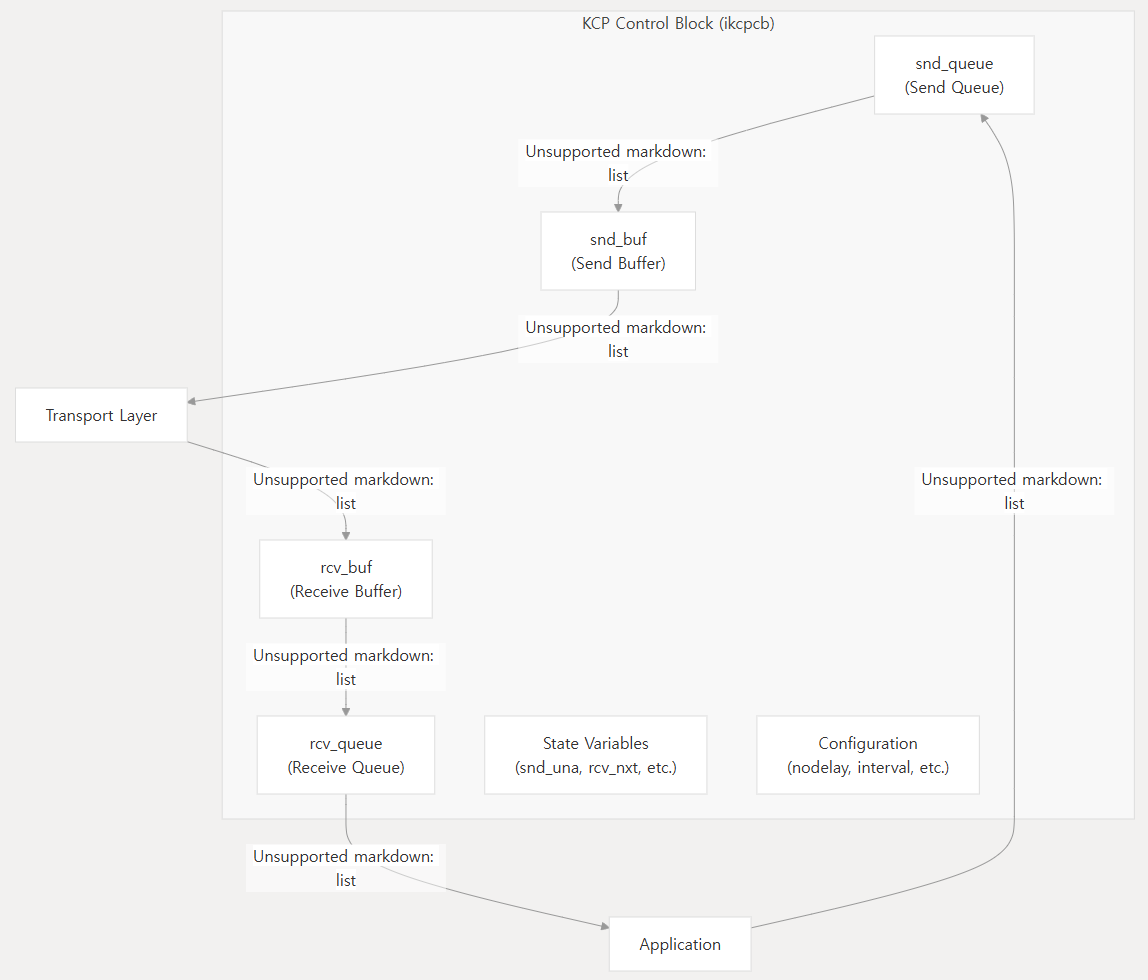 KCP Control Block (ikcpcb)
snd_queue
(Send Queue)
Unsupported markdown:
list
snd_buf
(Send Buffer)
Unsupported markdown:
list
Transport Layer
Unsupported markdown:
list
Unsupported markdown:
list
rcv_buf
(Receive Buffer)
Unsupported markdown:
list
rcv_queue
(Receive Queue)
State Variables
(snd_una, rcv_nxt, etc.)
Configuration
(nodelay, interval, etc.)
Unsupported markdown:
list
Application